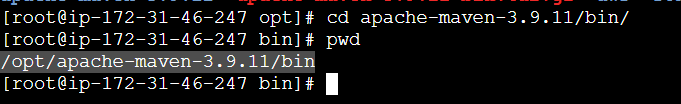 [root@ip-172-31-46-247 opt]# cd apache-maven-3.9.11/bin/
[root@ip-172-31-46-247 bin]# pwd
/opt/apache-maven-3.9.11/bin
[root@ip-172-31-46-247 bin]#